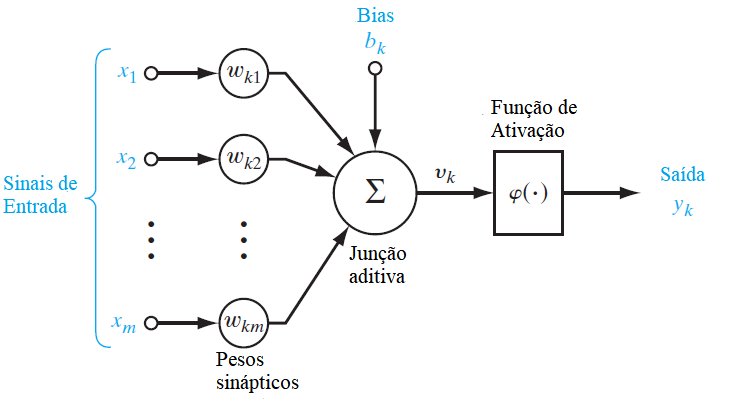 Bias
b_k
x_1
w_k1
Função de
Ativação
x_2
w_k2
Sinais de
Entrada
Σ
υ_k
φ(·)
Saída
y_k
Junção
aditiva
x_m
w_km
Pesos
sinápticos